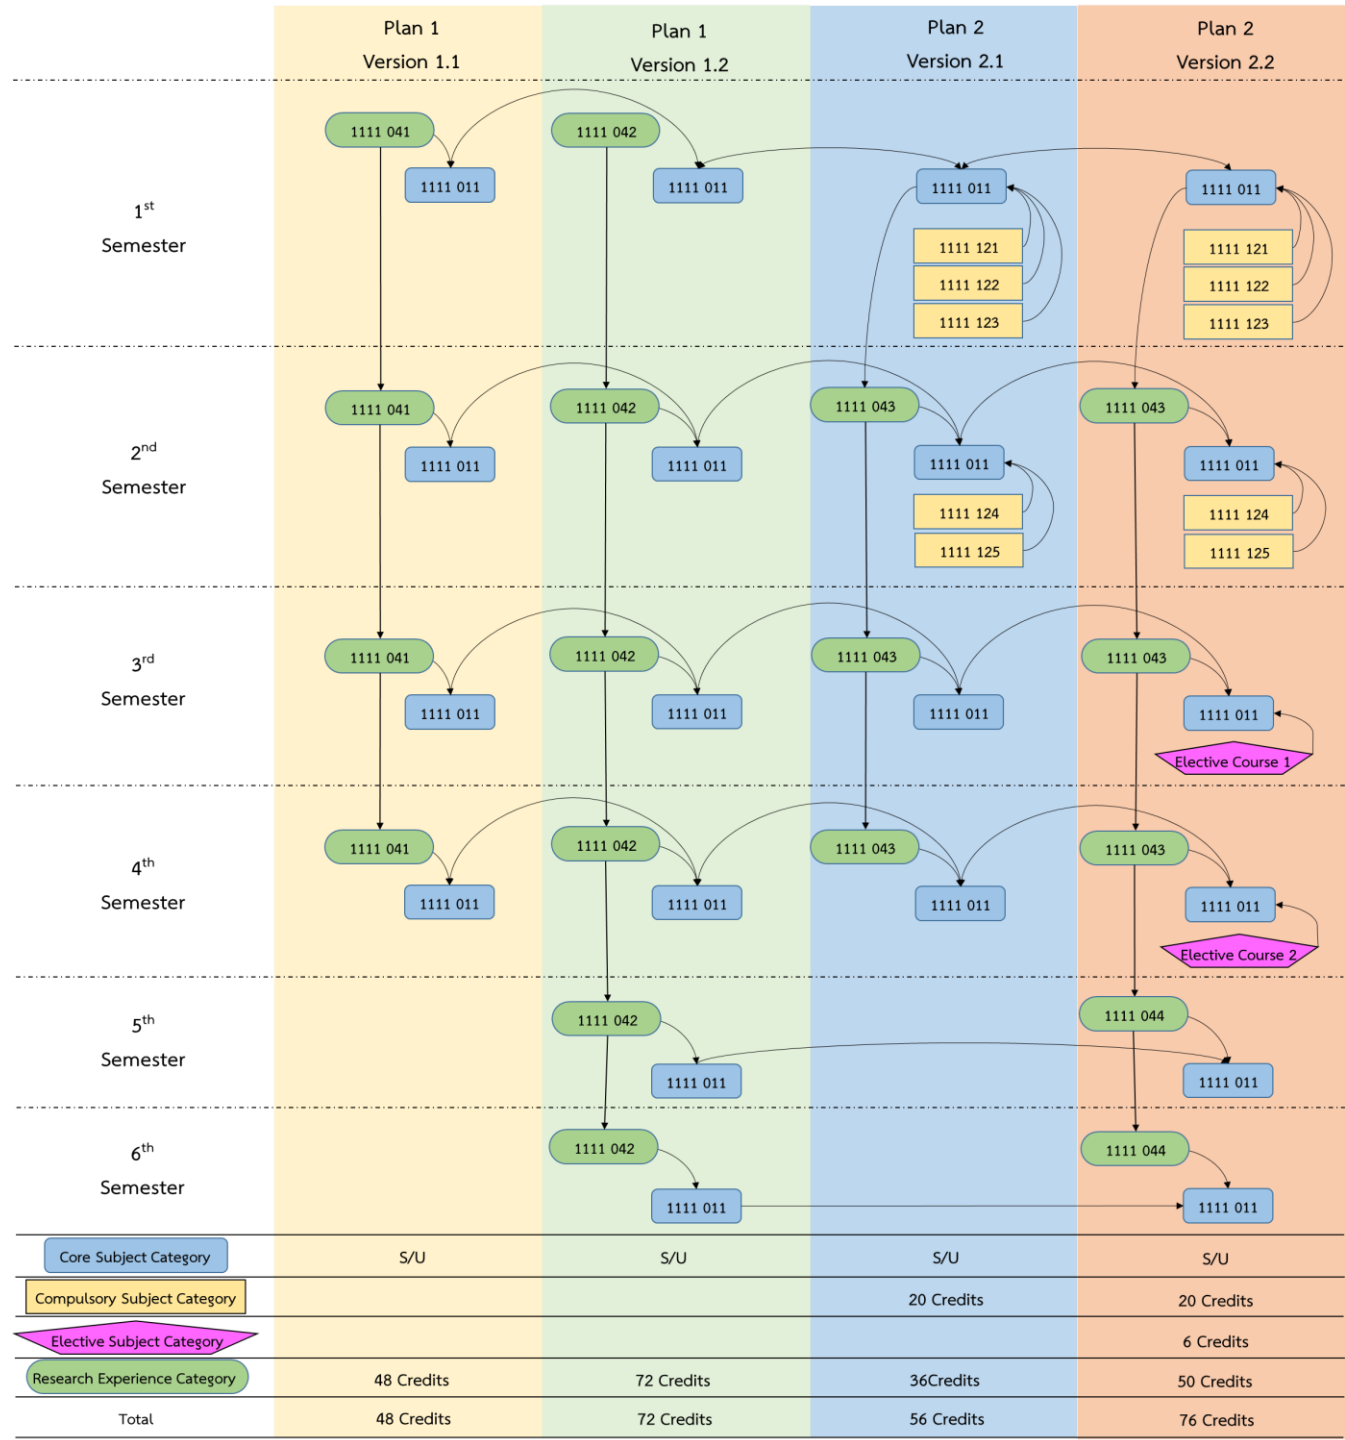 Plan 1
Version 1.1
Plan 1
Version 1.2
Plan 2
Version 2.1
Plan 2
Version 2.2
1st
Semester
1111 041
1111 011
1111 042
1111 011
1111 011
1111 121
1111 122
1111 123
1111 011
1111 121
1111 122
1111 123
2nd
Semester
1111 041
1111 011
1111 042
1111 011
1111 043
1111 011
1111 124
1111 125
1111 043
1111 011
1111 124
1111 125
3rd
Semester
1111 041
1111 011
1111 042
1111 011
1111 043
1111 011
1111 043
1111 011
Elective Course 1
4th
Semester
1111 041
1111 011
1111 042
1111 011
1111 043
1111 011
1111 043
1111 011
Elective Course 2
5th
Semester
1111 042
1111 011
1111 044
1111 011
6th
Semester
1111 042
1111 011
1111 044
1111 011
Core Subject Category S/U S/U S/U S/U
Compulsory Subject Category 20 Credits 20 Credits
Elective Subject Category 6 Credits
Research Experience Category 48 Credits 72 Credits 36Credits 50 Credits
Total 48 Credits 72 Credits 56 Credits 76 Credits